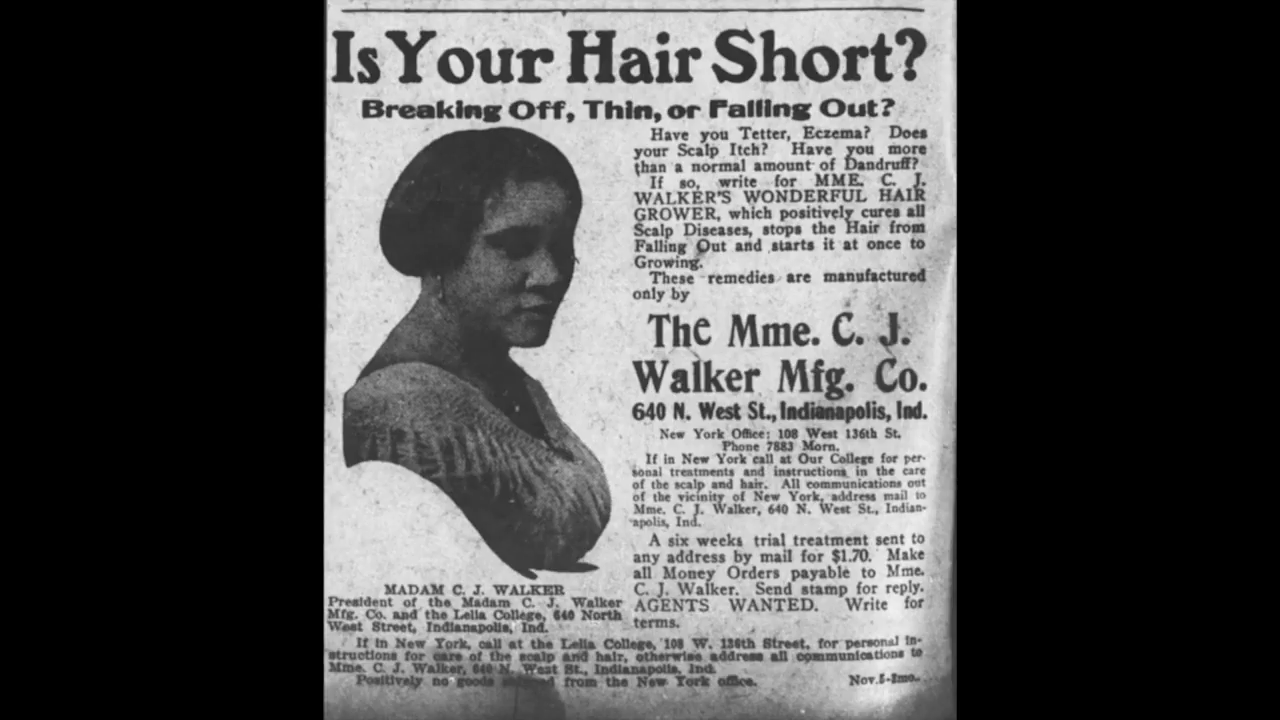 Is Your Hair Short?
Breaking Off, Thin, or Falling Out?
Have you Tetter, Eczema? Does
your Scalp Itch? Have you more
than a normal amount of Dandruff?
If so, write for MME. C. J.
WALKER'S WONDERFUL HAIR
GROWER, which positively cures all
Scalp Diseases, stops the Hair from
Falling Out and starts it at once to
Growing.
These remedies are manufactured
only by
The Mme. C. J.
Walker Mfg. Co.
640 N. West St., Indianapolis, Ind.
New York Office: 108 West 136th St.
Phone 7883 Morn.
If in New York call at Our College for per-
sonal treatments and instructions in the care
of the scalp and hair. All communications out
of the vicinity of New York, address mail to
Mme. C. J. Walker, 640 N. West St., Indian-
apolis, Ind.
A six weeks trial treatment sent to
any address by mail for $1.70. Make
all Money Orders payable to Mme.
C. J. Walker. Send stamp for reply.
AGENTS WANTED. Write for
terms.
MADAM C. J. WALKER
President of the Madam C. J. Walker
Mfg. Co. and the Lelia College, 640 North
West Street, Indianapolis, Ind.
If in New York, call at the Lelia College, 108 W. 136th Street, for personal in-
structions for care of the scalp and hair, otherwise address all communications to
Mme. C. J. Walker, 640 N. West St., Indianapolis, Ind.
Positively no goods from the New York office.
Nov.5-2mo.